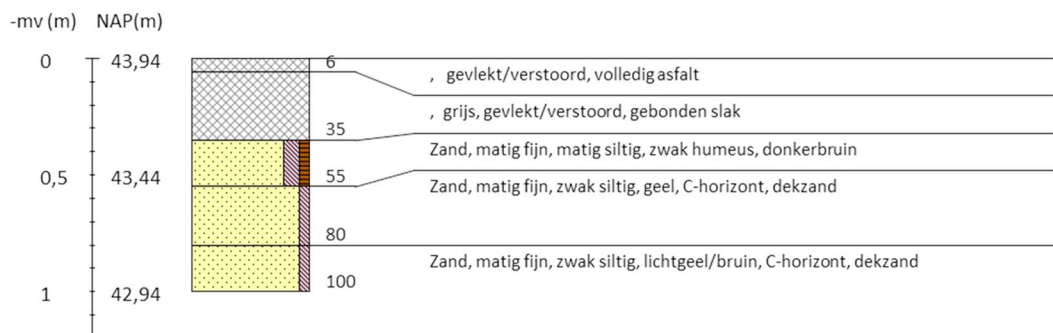 -mv (m) NAP(m)
0 43,94 6
, gevlekt/verstoord, volledig asfalt
, grijs, gevlekt/verstoord, gebonden slak
35
Zand, matig fijn, matig siltig, zwak humeus, donkerbruin
0,5 43,44 55
Zand, matig fijn, zwak siltig, geel, C-horizont, dekzand
80
Zand, matig fijn, zwak siltig, lichtgeel/bruin, C-horizont, dekzand
100
1 42,94